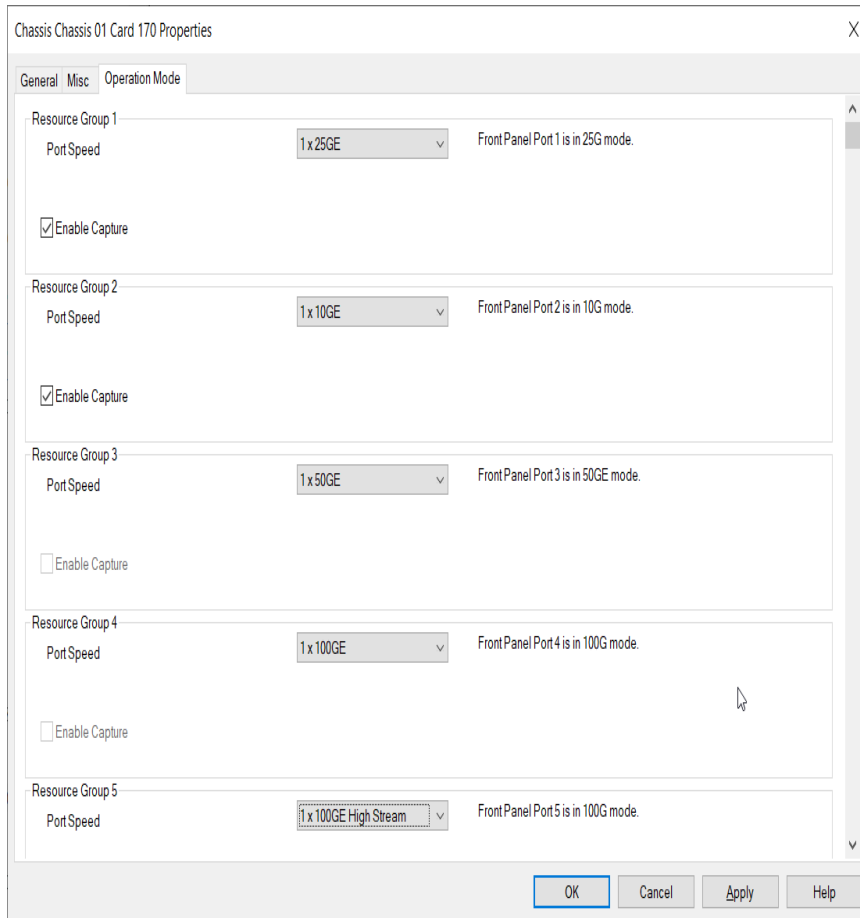 Chassis Chassis 01 Card 170 Properties
General Misc Operation Mode
Resource Group 1
Port Speed 1 x 25GE Front Panel Port 1 is in 25G mode.
Enable Capture
Resource Group 2
Port Speed 1 x 10GE Front Panel Port 2 is in 10G mode.
Enable Capture
Resource Group 3
Port Speed 1 x 50GE Front Panel Port 3 is in 50GE mode.
Enable Capture
Resource Group 4
Port Speed 1 x 100GE Front Panel Port 4 is in 100G mode.
Enable Capture
Resource Group 5
Port Speed 1 x 100GE High Stream Front Panel Port 5 is in 100G mode.
OK Cancel Apply Help